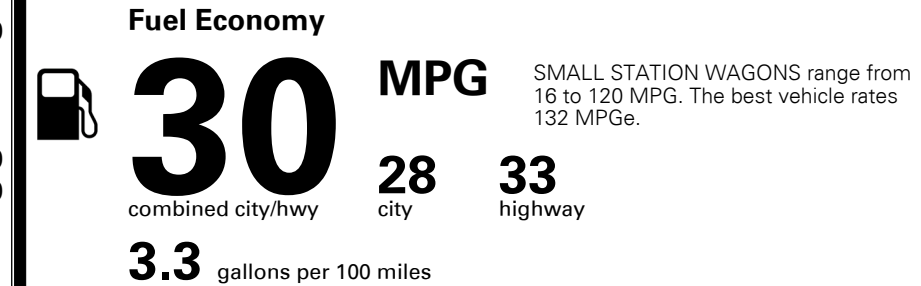 Fuel Economy
30
MPG
SMALL STATION WAGONS range from
16 to 120 MPG. The best vehicle rates
132 MPGe.
28
33
combined city/hwy
city
highway
3.3 gallons per 100 miles